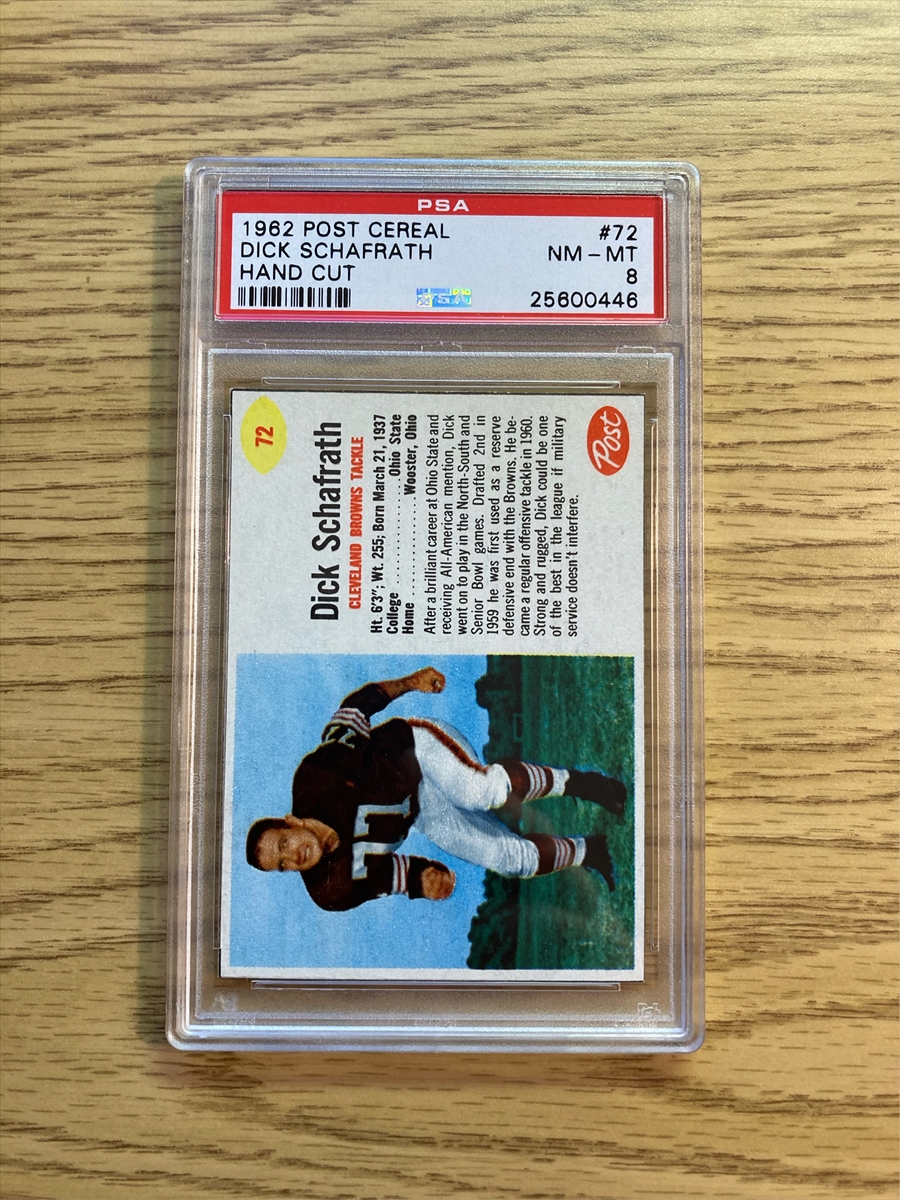 PSA
1962 POST CEREAL #72
DICK SCHAFRATH NM - MT
HAND CUT 8
25600446
72
Dick Schafrath
CLEVELAND BROWNS TACKLE
Ht. 6'3"; Wt. 255; Born March 21, 1937
College ...................... Ohio State
Home ................. Wooster, Ohio
After a brilliant career at Ohio State and
receiving All-American mention, Dick
went on to play in the North-South and
Senior Bowl games. Drafted 2nd in
1959 he was first used as a reserve
defensive end with the Browns. He be-
came a regular offensive tackle in 1960.
Strong and rugged, Dick could be one
of the best in the league if military
service doesn't interfere.
Post
77
71